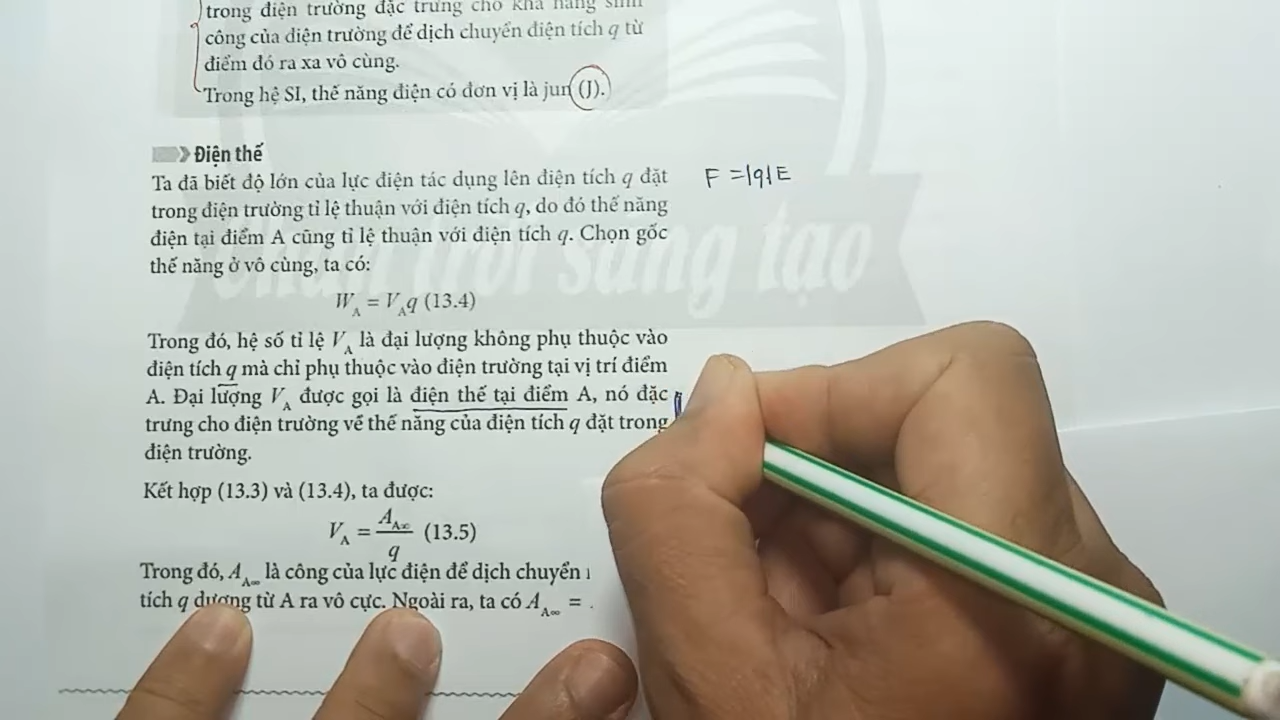 trong điện trường đặc trưng cho khả năng sinh
công của điện trường để dịch chuyển điện tích q từ
điểm đó ra xa vô cùng.
Trong hệ SI, thế năng điện có đơn vị là jun (J).
Điện thế
Ta đã biết độ lớn của lực điện tác dụng lên điện tích q đặt
F = |q|E
trong điện trường tỉ lệ thuận với điện tích q, do đó thế năng
điện tại điểm A cũng tỉ lệ thuận với điện tích q. Chọn gốc
thế năng ở vô cùng, ta có:
chân trời sáng tạo
W_A = V_A q (13.4)
Trong đó, hệ số tỉ lệ V_A là đại lượng không phụ thuộc vào
điện tích q mà chỉ phụ thuộc vào điện trường tại vị trí điểm
A. Đại lượng V_A được gọi là điện thế tại điểm A, nó đặc
trưng cho điện trường về thế năng của điện tích q đặt trong
điện trường.
Kết hợp (13.3) và (13.4), ta được:
V_A = A_A∞ / q (13.5)
Trong đó, A_A∞ là công của lực điện để dịch chuyển
tích q dương từ A ra vô cực. Ngoài ra, ta có A_A∞ =